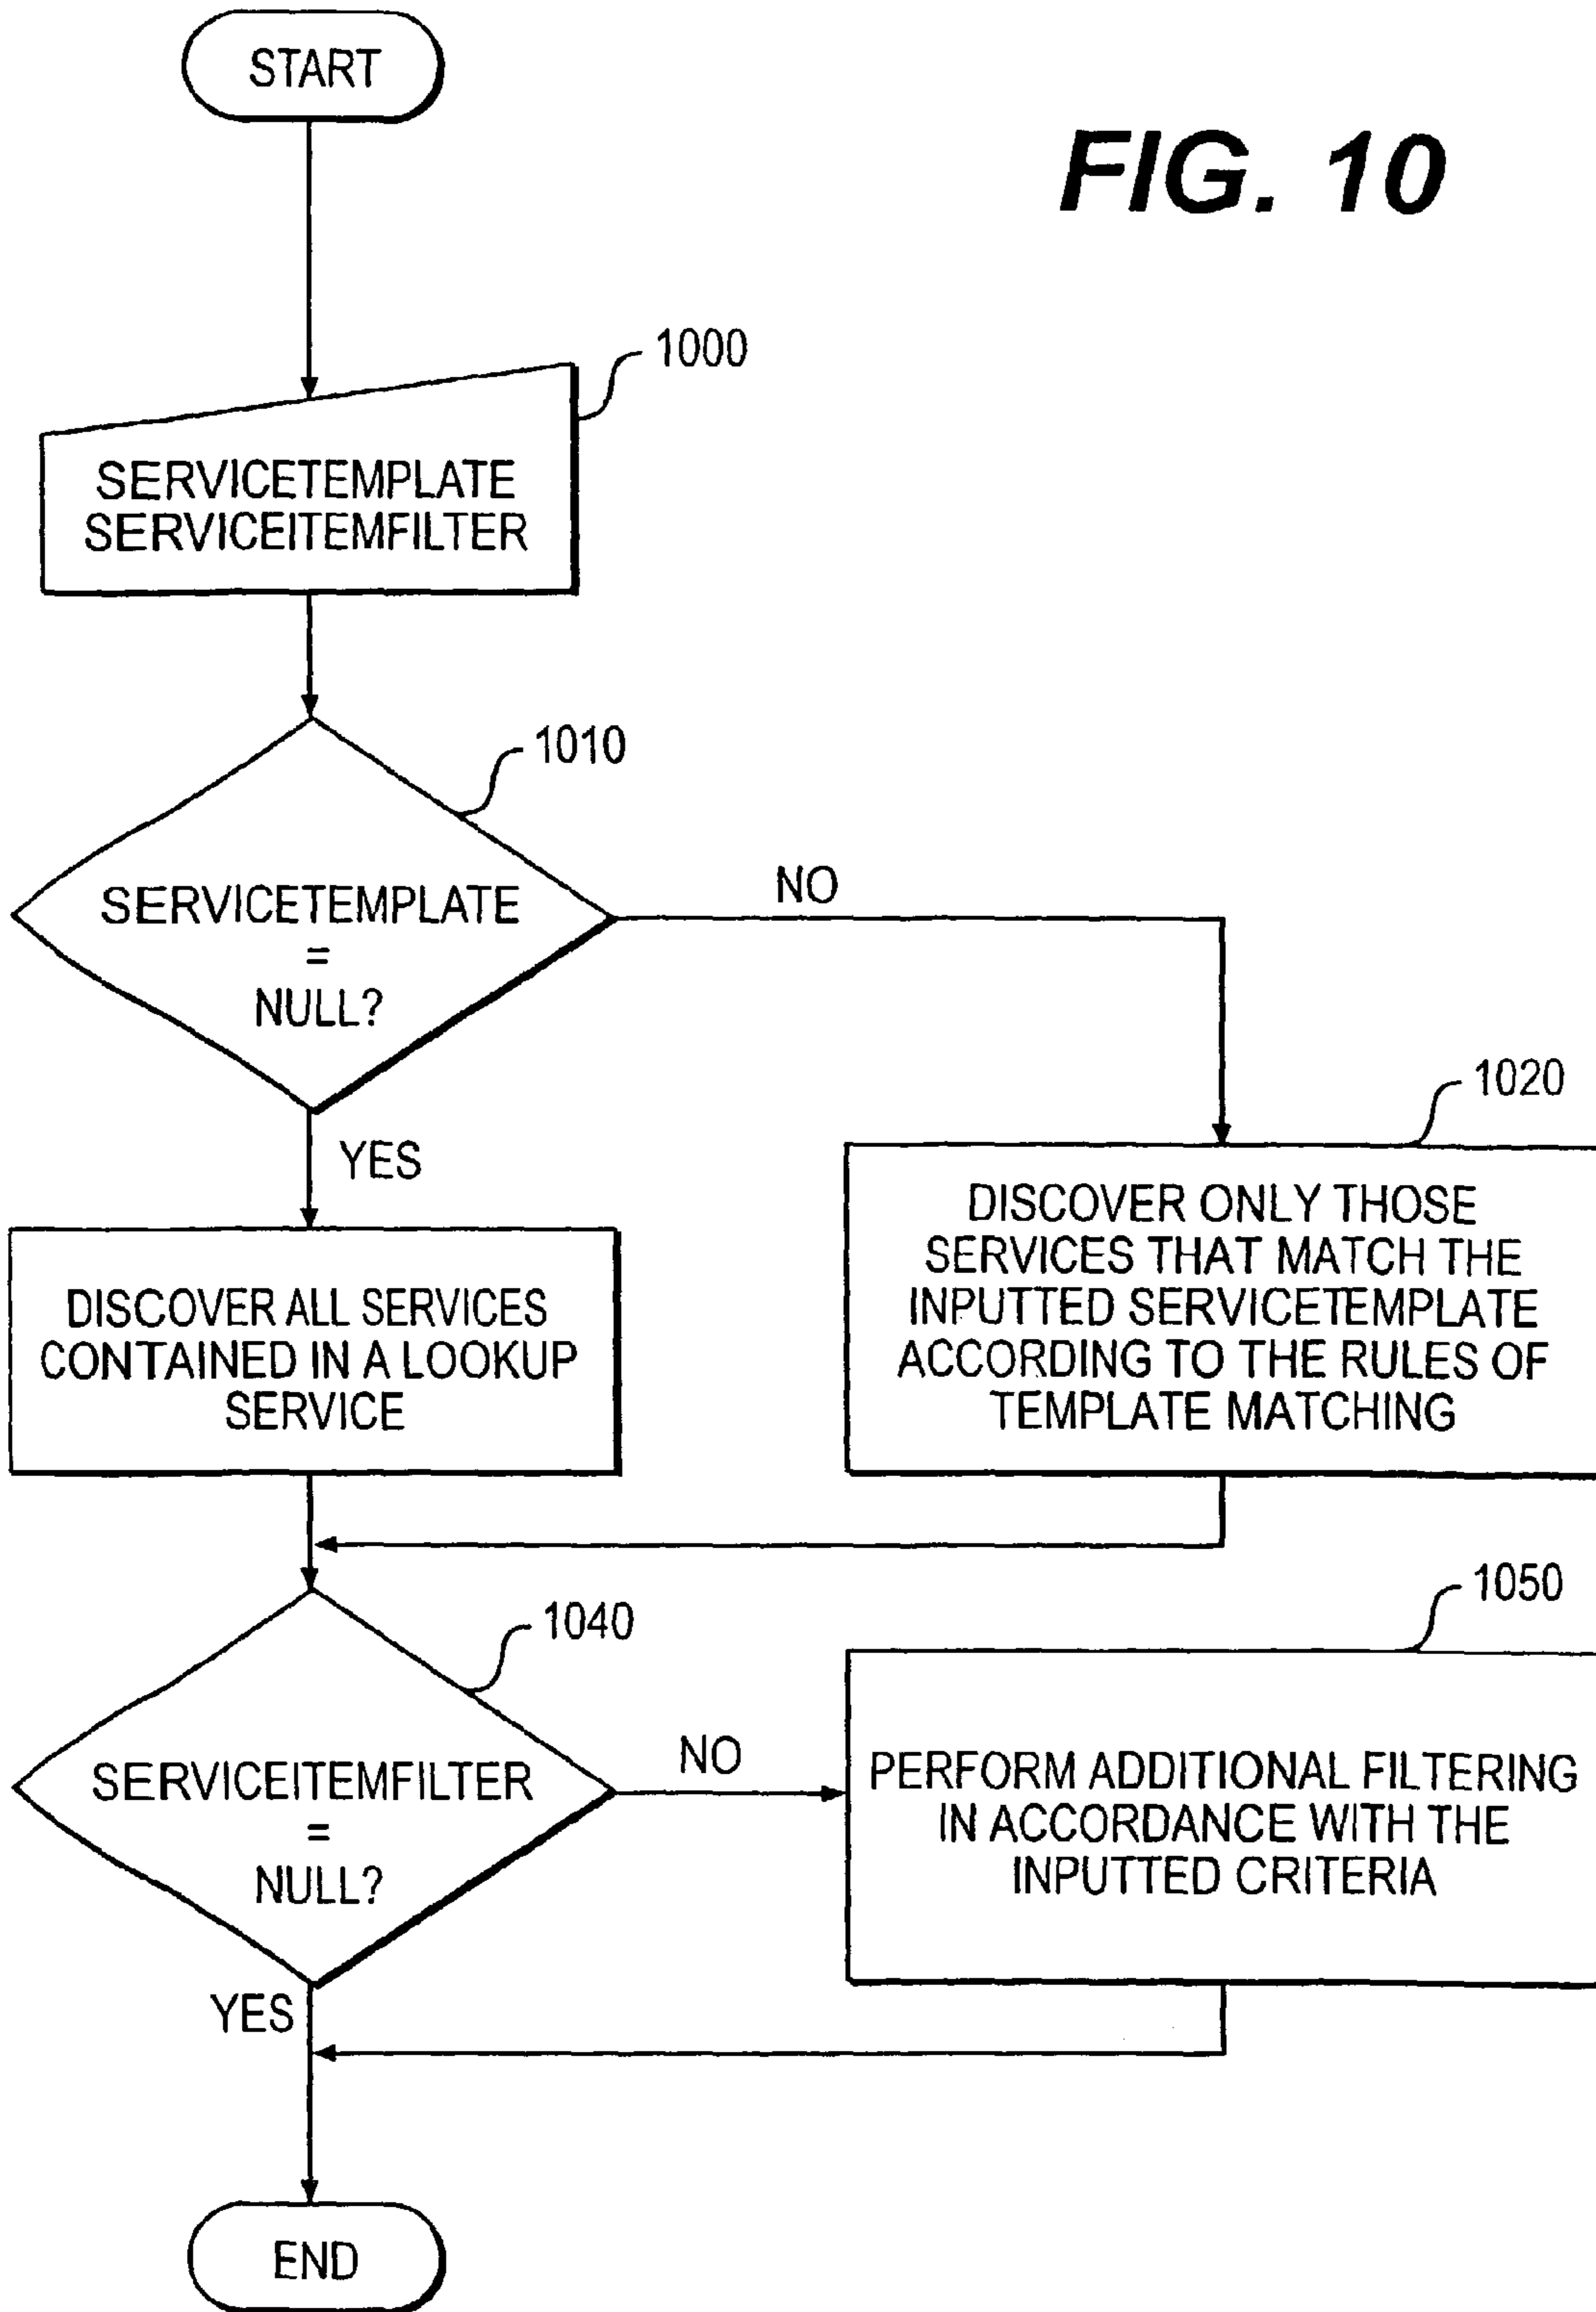 START
FIG. 10
1000
SERVICETEMPLATE
SERVICEITEMFILTER
1010
SERVICETEMPLATE
=
NULL?
NO
YES
1020
DISCOVER ONLY THOSE
SERVICES THAT MATCH THE
INPUTTED SERVICETEMPLATE
ACCORDING TO THE RULES OF
TEMPLATE MATCHING
DISCOVER ALL SERVICES
CONTAINED IN A LOOKUP
SERVICE
1040
SERVICEITEMFILTER
=
NULL?
NO
YES
1050
PERFORM ADDITIONAL FILTERING
IN ACCORDANCE WITH THE
INPUTTED CRITERIA
END